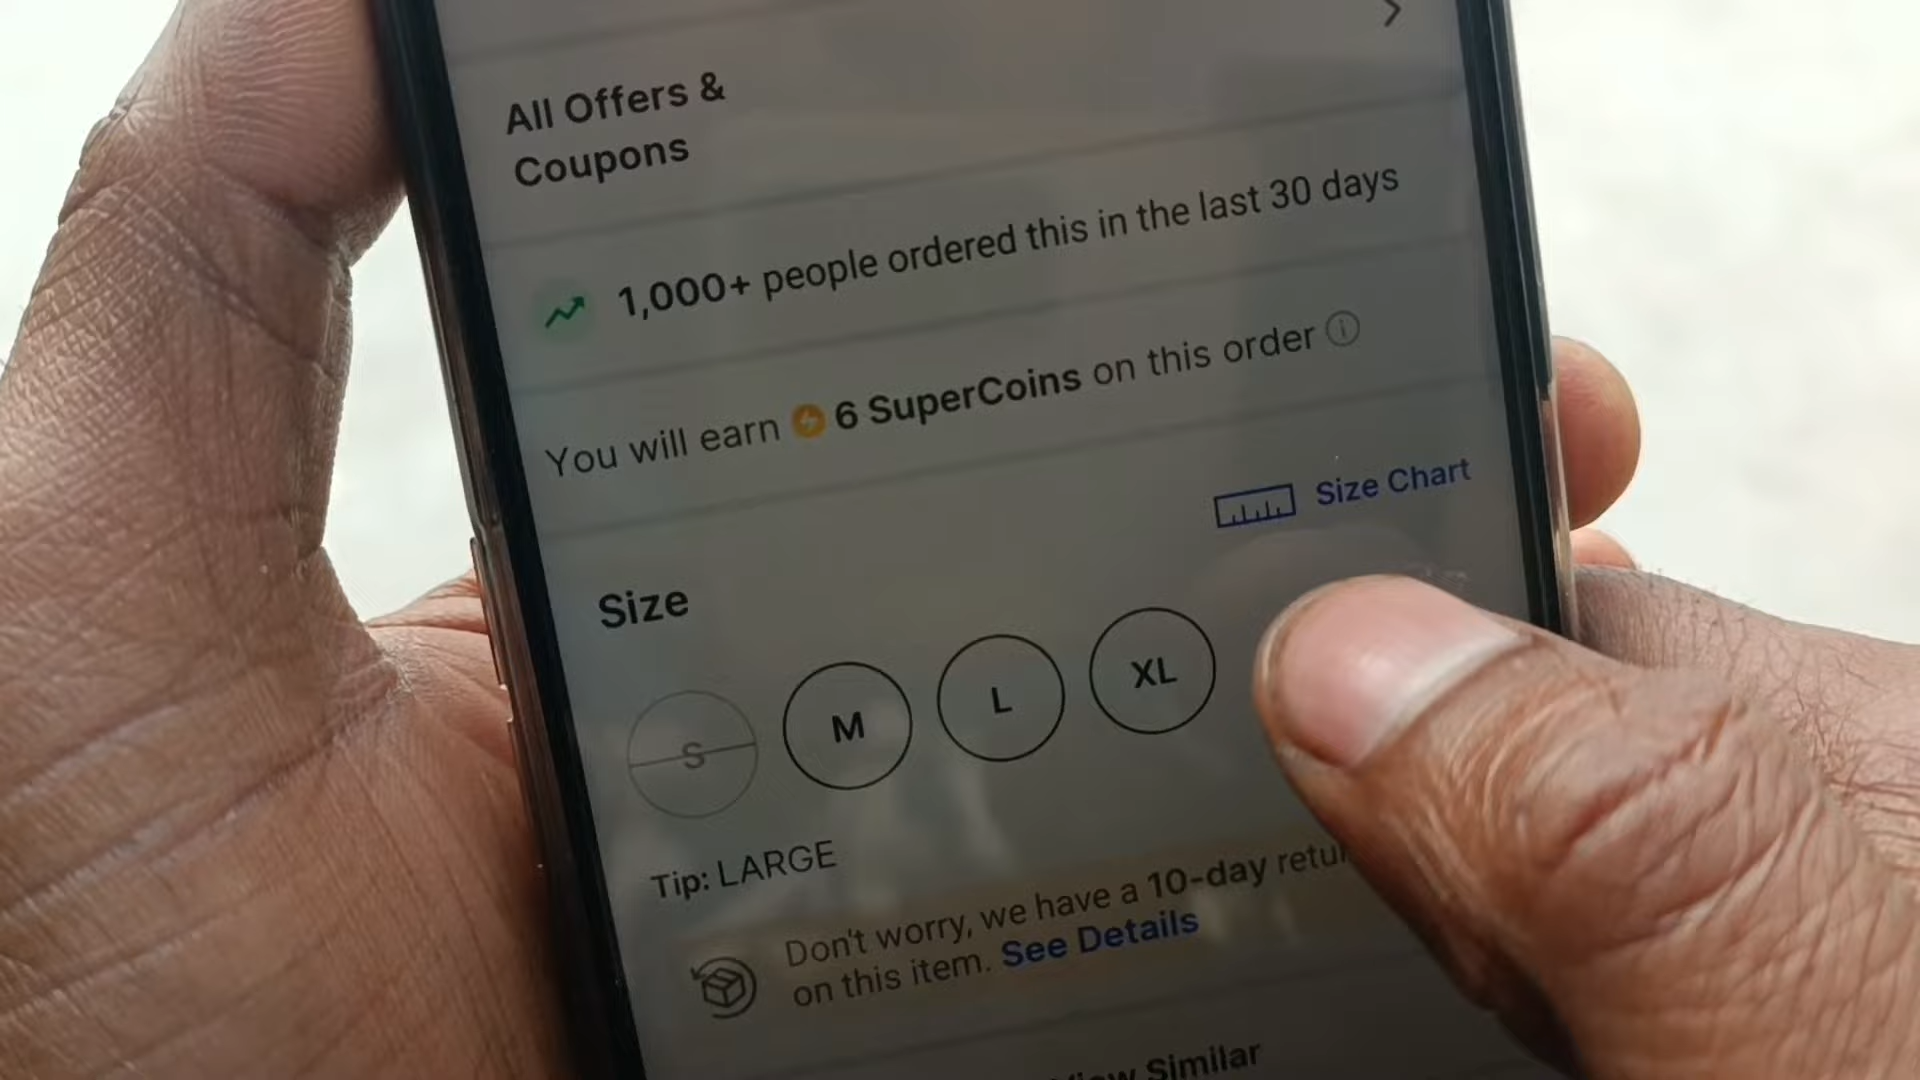 All Offers &
Coupons
1,000+ people ordered this in the last 30 days
You will earn 6 SuperCoins on this order
Size Chart
Size
S
M
L
XL
Tip: LARGE
Don't worry, we have a 10-day
on this item. See Details
Similar